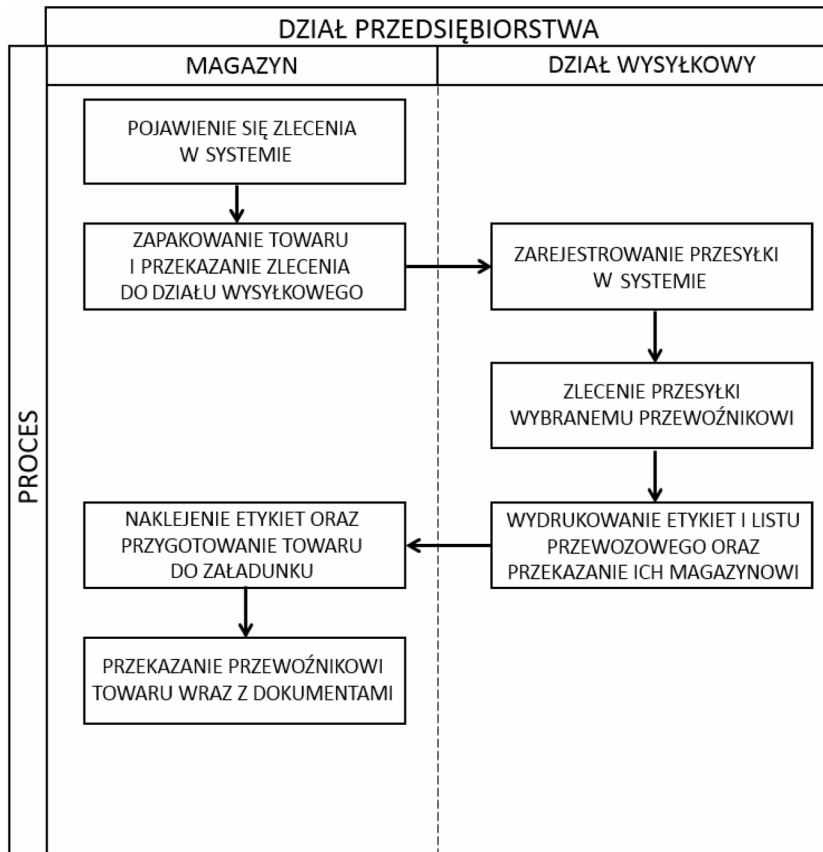 DZIAŁ PRZEDSIĘBIORSTWA
MAGAZYN
DZIAŁ WYSYŁKOWY
PROCES
POJAWIENIE SIĘ ZLECENIA
W SYSTEMIE
ZAPAKOWANIE TOWARU
I PRZEKAZANIE ZLECENIA
DO DZIAŁU WYSYŁKOWEGO
ZAREJESTROWANIE PRZESYŁKI
W SYSTEMIE
ZLECENIE PRZESYŁKI
WYBRANEMU PRZEWOŹNIKOWI
WYDRUKOWANIE ETYKIET I LISTU
PRZEWOZOWEGO ORAZ
PRZEKAZANIE ICH MAGAZYNOWI
NAKLEJENIE ETYKIET ORAZ
PRZYGOTOWANIE TOWARU
DO ZAŁADUNKU
PRZEKAZANIE PRZEWOŹNIKOWI
TOWARU WRAZ Z DOKUMENTAMI